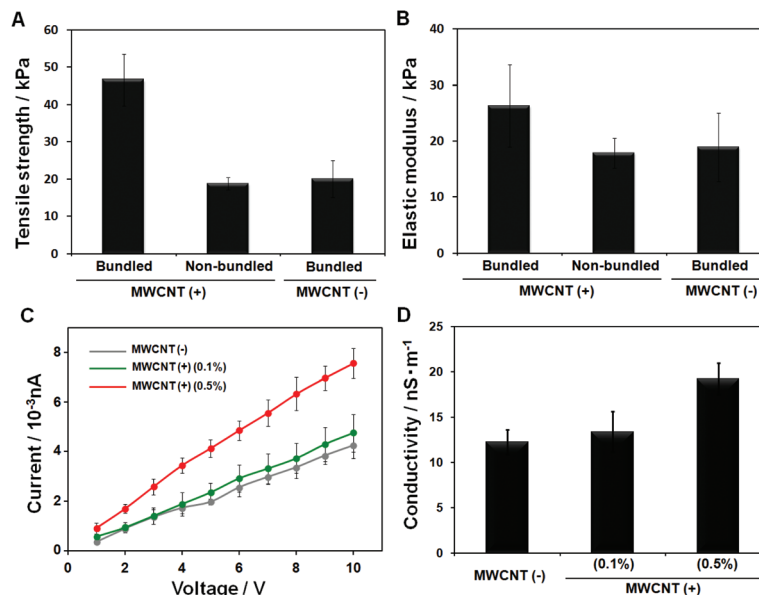 A
Tensile strength / kPa
60
50
40
30
20
10
0
Bundled Non-bundled Bundled
MWCNT (+) MWCNT (-)
B
Elastic modulus / kPa
40
30
20
10
0
Bundled Non-bundled Bundled
MWCNT (+) MWCNT (-)
C
Current / 10⁻³nA
8
6
4
2
0
MWCNT (-)
MWCNT (+) (0.1%)
MWCNT (+) (0.5%)
0 2 4 6 8 10
Voltage / V
D
Conductivity / nS・m⁻¹
25
20
15
10
5
0
MWCNT (-) (0.1%) (0.5%)
MWCNT (+)